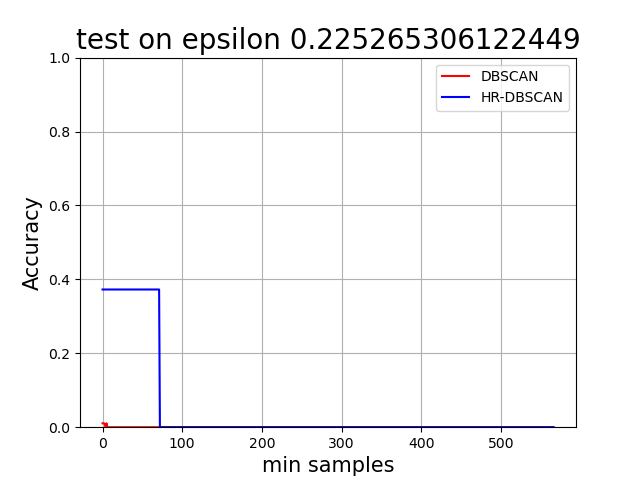 test on epsilon 0.225265306122449
DBSCAN
HR-DBSCAN
1.0
0.8
0.6
0.4
0.2
0.0
Accuracy
0 100 200 300 400 500
min samples